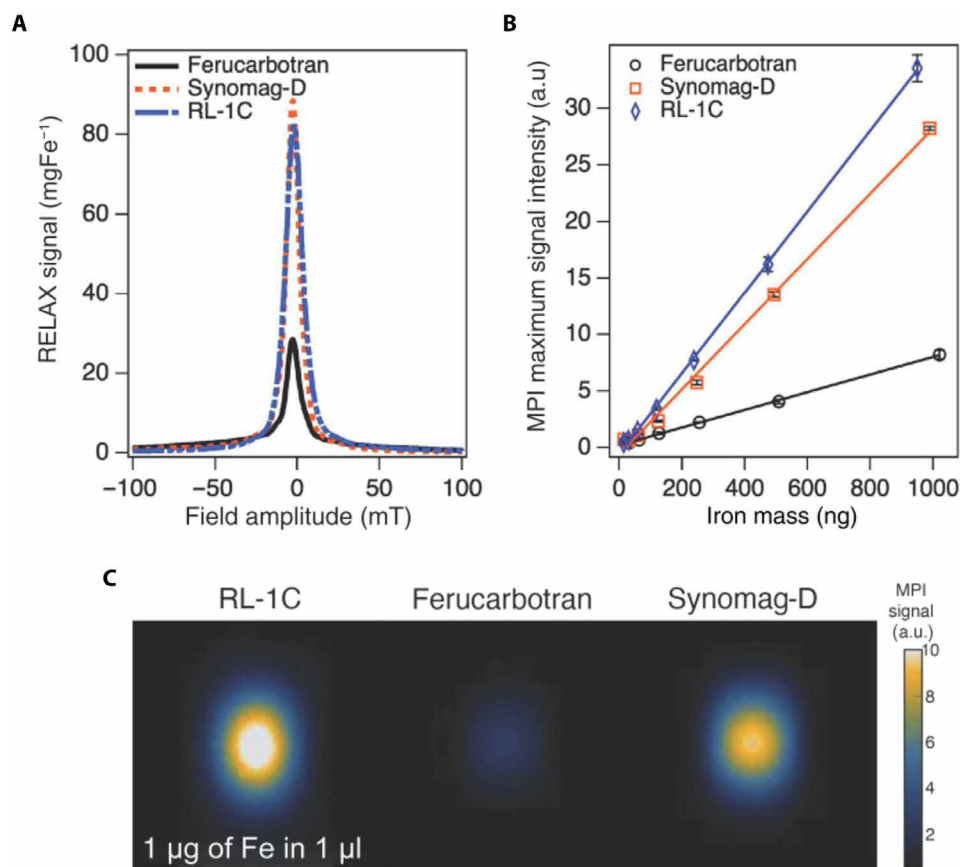 A
RELAX signal (mgFe⁻¹)
100
80
60
40
20
0
Ferucarbotran
Synomag-D
RL-1C
−100
−50
0
50
100
Field amplitude (mT)
B
MPI maximum signal intensity (a.u)
30
25
20
15
10
5
0
Ferucarbotran
Synomag-D
RL-1C
0
200
400
600
800
1000
Iron mass (ng)
C
RL-1C
Ferucarbotran
Synomag-D
1 μg of Fe in 1 μl
MPI
signal
(a.u.)
10
8
6
4
2